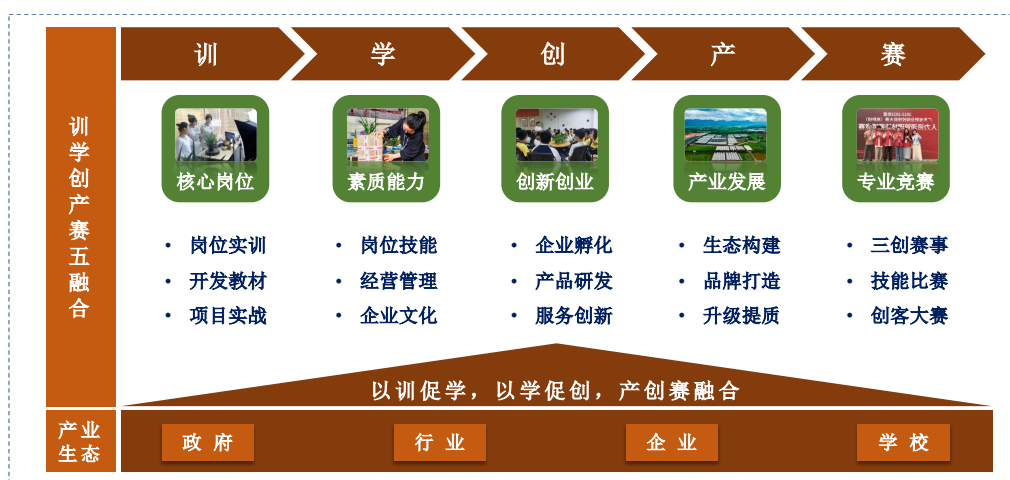 训学创产赛五融合
训
学
创
产
赛
核心岗位
素质能力
创新创业
产业发展
专业竞赛
• 岗位实训
• 开发教材
• 项目实战
• 岗位技能
• 经营管理
• 企业文化
• 企业孵化
• 产品研发
• 服务创新
• 生态构建
• 品牌打造
• 升级提质
• 三创赛事
• 技能比赛
• 创客大赛
以训促学，以学促创，产创赛融合
产业
生态
政府
行业
企业
学校